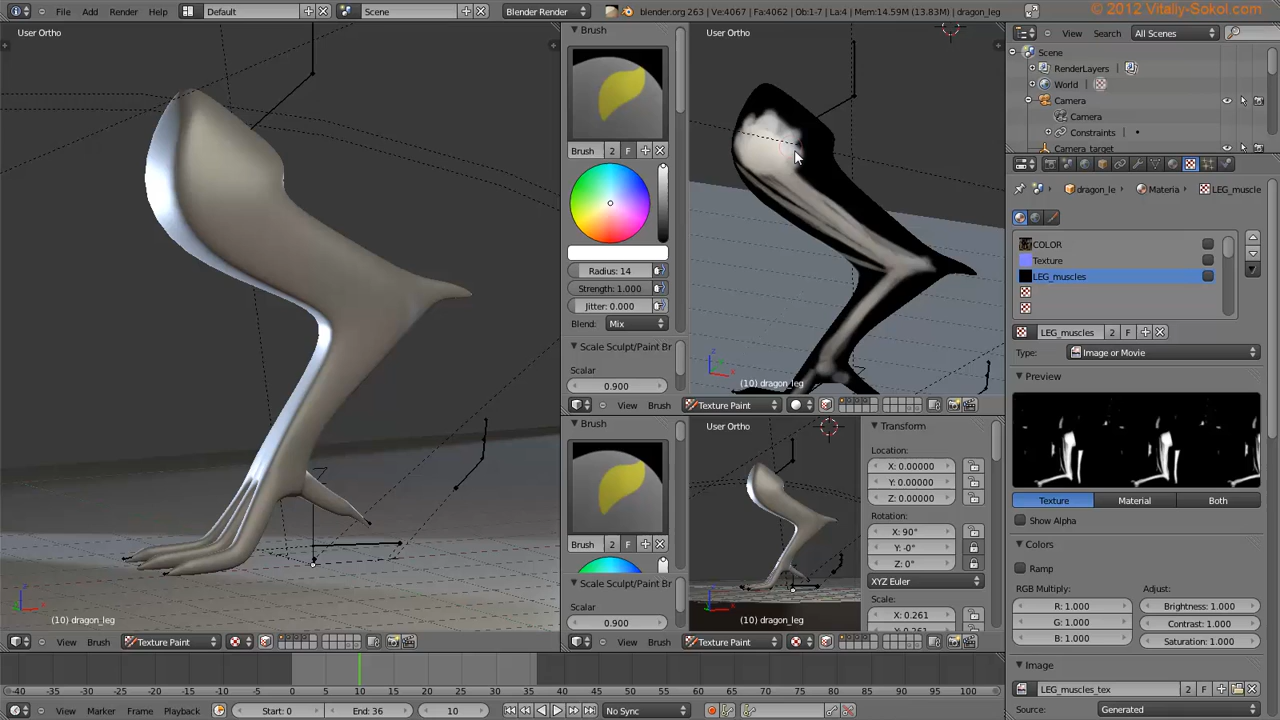 File Add Render Help Default Scene Blender Render blender.org 263 | Ve:4067 | Fa:4062 | Ob:1-7 | La:1 | Mem:14.59M (13.83M) | dragon_leg
© 2012 Vitaliy-Sokol.com
User Ortho
(10) dragon_leg
View Brush Texture Paint
Brush
Brush 2 F
Radius: 14
Strength: 1.000
Jitter: 0.000
Blend: Mix
Scale Sculpt/Paint Br
Scalar
0.900
User Ortho
(10) dragon_leg
View Brush Texture Paint
Brush
Brush 2 F
Scale Sculpt/Paint Br
Scalar
0.900
User Ortho
(10) dragon_leg
View Brush Texture Paint
Transform
Location:
X: 0.00000
Y: 0.00000
Z: 0.00000
Rotation:
X: 90°
Y: -0°
Z: 0°
XYZ Euler
Scale:
X: 0.261
View Search All Scenes
Scene
RenderLayers
World
Camera
Camera
Constraints
Camera_target
dragon_le Materia LEG_muscle
COLOR
Texture
LEG_muscles
LEG_muscles 2 F
Type: Image or Movie
Preview
Texture Material Both
Show Alpha
Colors
Ramp
RGB Multiply: Adjust:
R: 1.000 Brightness: 1.000
G: 1.000 Contrast: 1.000
B: 1.000 Saturation: 1.000
Image
LEG_muscles_tex 2 F
Source: Generated
-40 -35 -30 -25 -20 -15 -10 -5 0 5 10 15 20 25 30 35 40 45 50 55 60 65 70 75 80 85 90 95 100
View Marker Frame Playback Start: 0 End: 36 10 No Sync